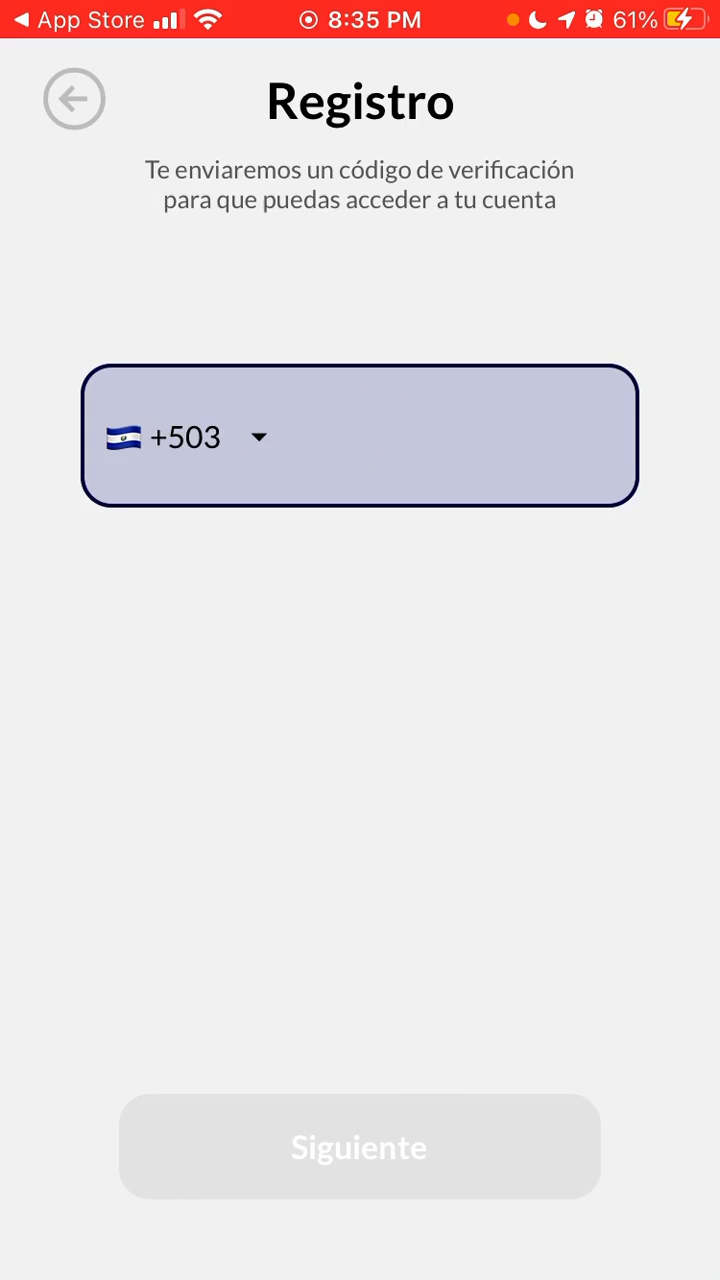 App Store 8:35 PM 61%
Registro
Te enviaremos un código de verificación
para que puedas acceder a tu cuenta
+503
Siguiente